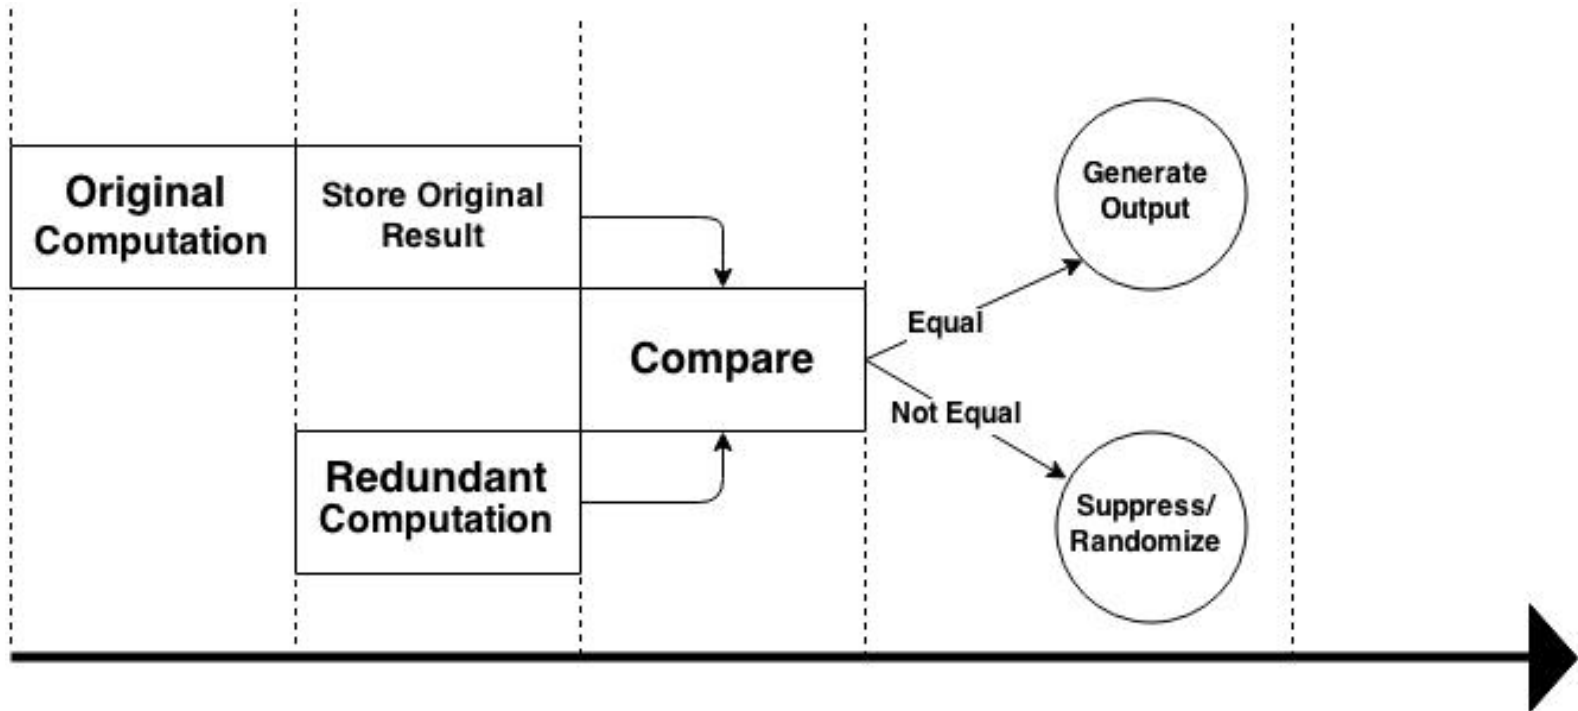 Original
Computation
Store Original
Result
Compare
Redundant
Computation
Equal
Not Equal
Generate
Output
Suppress/
Randomize